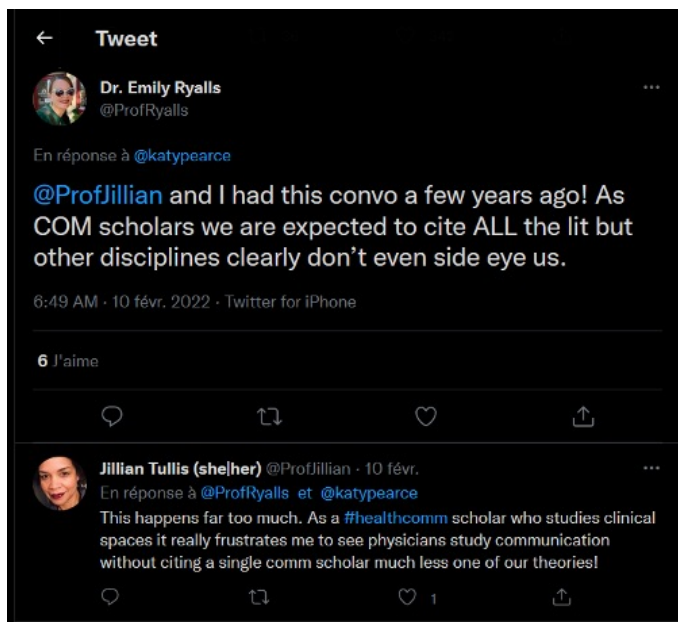 Tweet
Dr. Emily Ryalls
@ProfRyalls
En réponse à @katypearce
@ProfJillian and I had this convo a few years ago! As
COM scholars we are expected to cite ALL the lit but
other disciplines clearly don’t even side eye us.
6:49 AM · 10 févr. 2022 · Twitter for iPhone
6 J'aime
Jillian Tullis (she|her) @ProfJillian · 10 févr.
En réponse à @ProfRyalls et @katypearce
This happens far too much. As a #healthcomm scholar who studies clinical
spaces it really frustrates me to see physicians study communication
without citing a single comm scholar much less one of our theories!
1